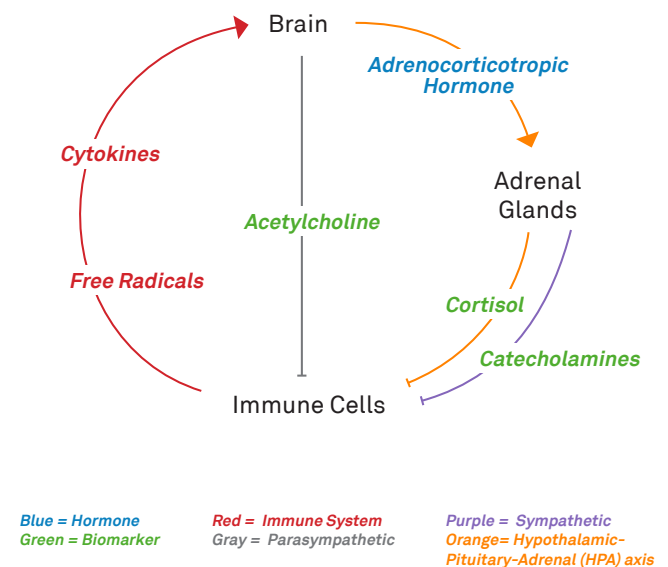 Brain
Adrenocorticotropic
Hormone
Cytokines
Adrenal
Glands
Acetylcholine
Free Radicals
Cortisol
Catecholamines
Immune Cells
Blue = Hormone
Green = Biomarker
Red = Immune System
Gray = Parasympathetic
Purple = Sympathetic
Orange= Hypothalamic-
Pituitary-Adrenal (HPA) axis